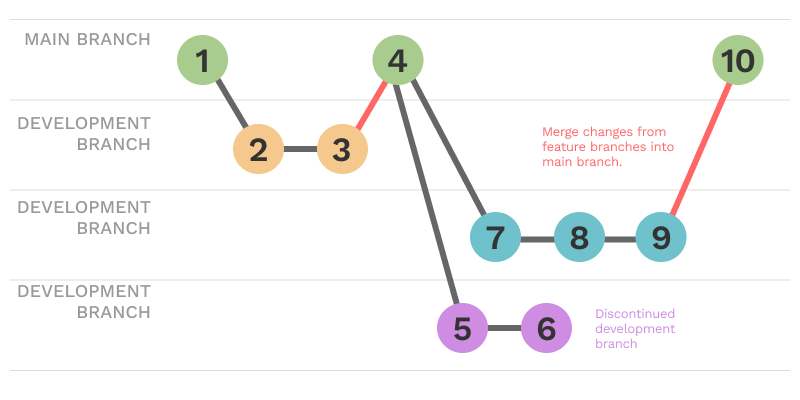 MAIN BRANCH
1
4
10
DEVELOPMENT
BRANCH
2
3
Merge changes from
feature branches into
main branch.
DEVELOPMENT
BRANCH
7
8
9
DEVELOPMENT
BRANCH
5
6
Discontinued
development
branch